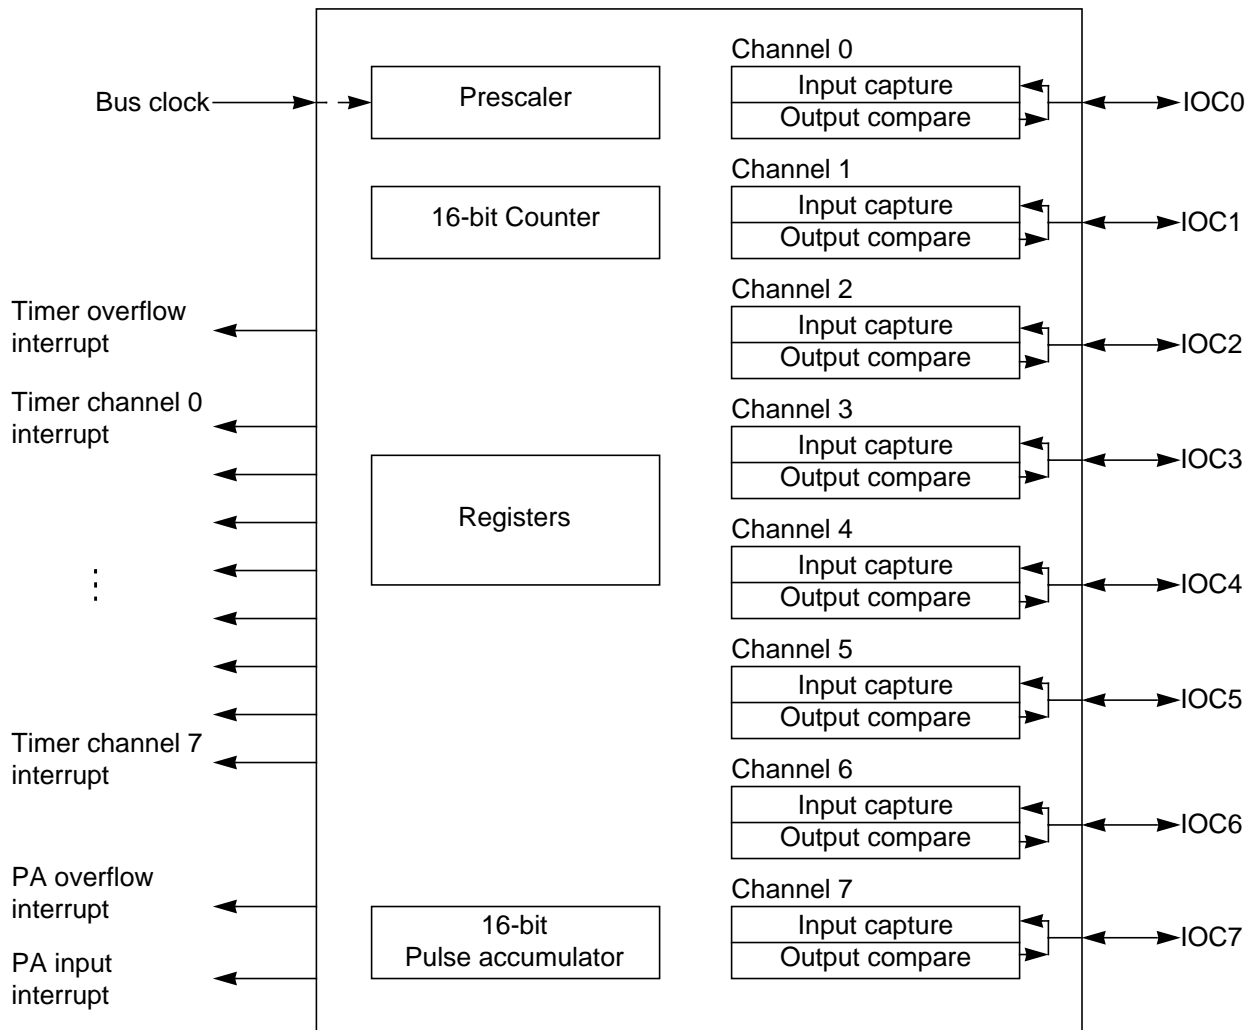 Channel 0
Bus clock
Prescaler
Input capture
Output compare
IOC0
Channel 1
16-bit Counter
Input capture
Output compare
IOC1
Timer overflow
interrupt
Channel 2
Input capture
Output compare
IOC2
Timer channel 0
interrupt
Channel 3
Input capture
Output compare
IOC3
Registers
Channel 4
Input capture
Output compare
IOC4
Channel 5
Input capture
Output compare
IOC5
Timer channel 7
interrupt
Channel 6
Input capture
Output compare
IOC6
PA overflow
interrupt
Channel 7
16-bit
Pulse accumulator
Input capture
Output compare
IOC7
PA input
interrupt